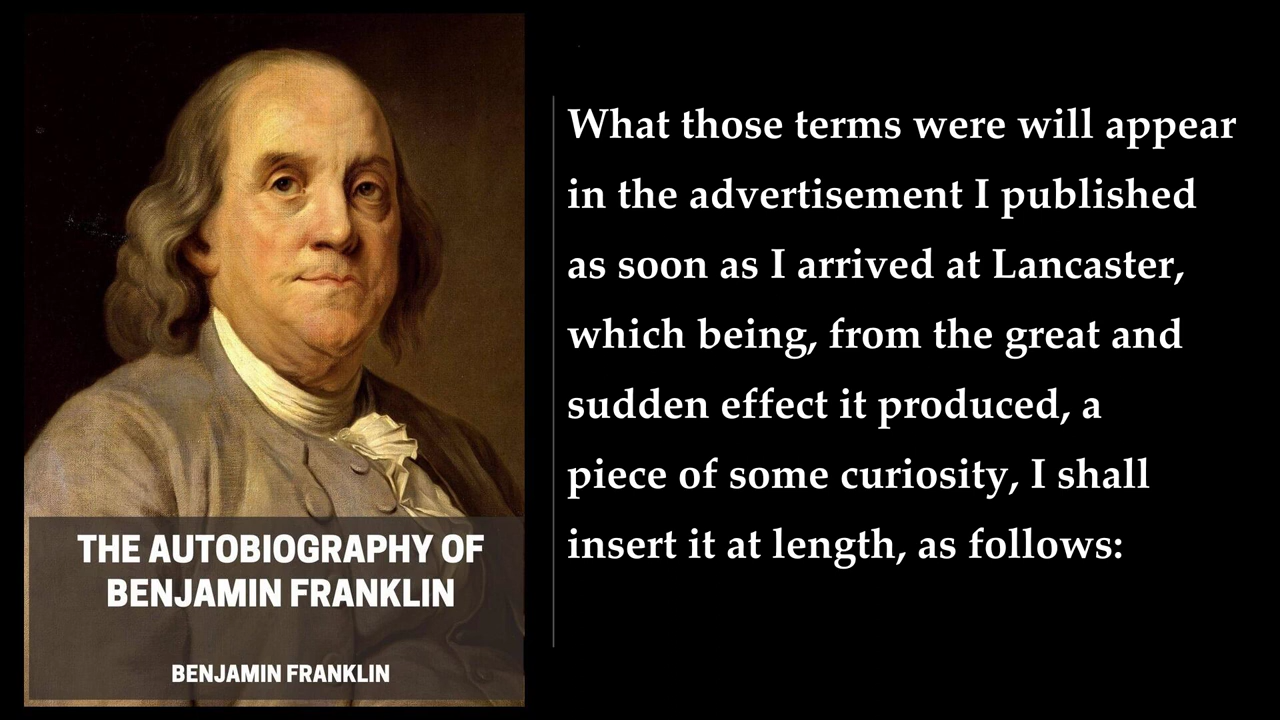 THE AUTOBIOGRAPHY OF
BENJAMIN FRANKLIN
BENJAMIN FRANKLIN
What those terms were will appear
in the advertisement I published
as soon as I arrived at Lancaster,
which being, from the great and
sudden effect it produced, a
piece of some curiosity, I shall
insert it at length, as follows: